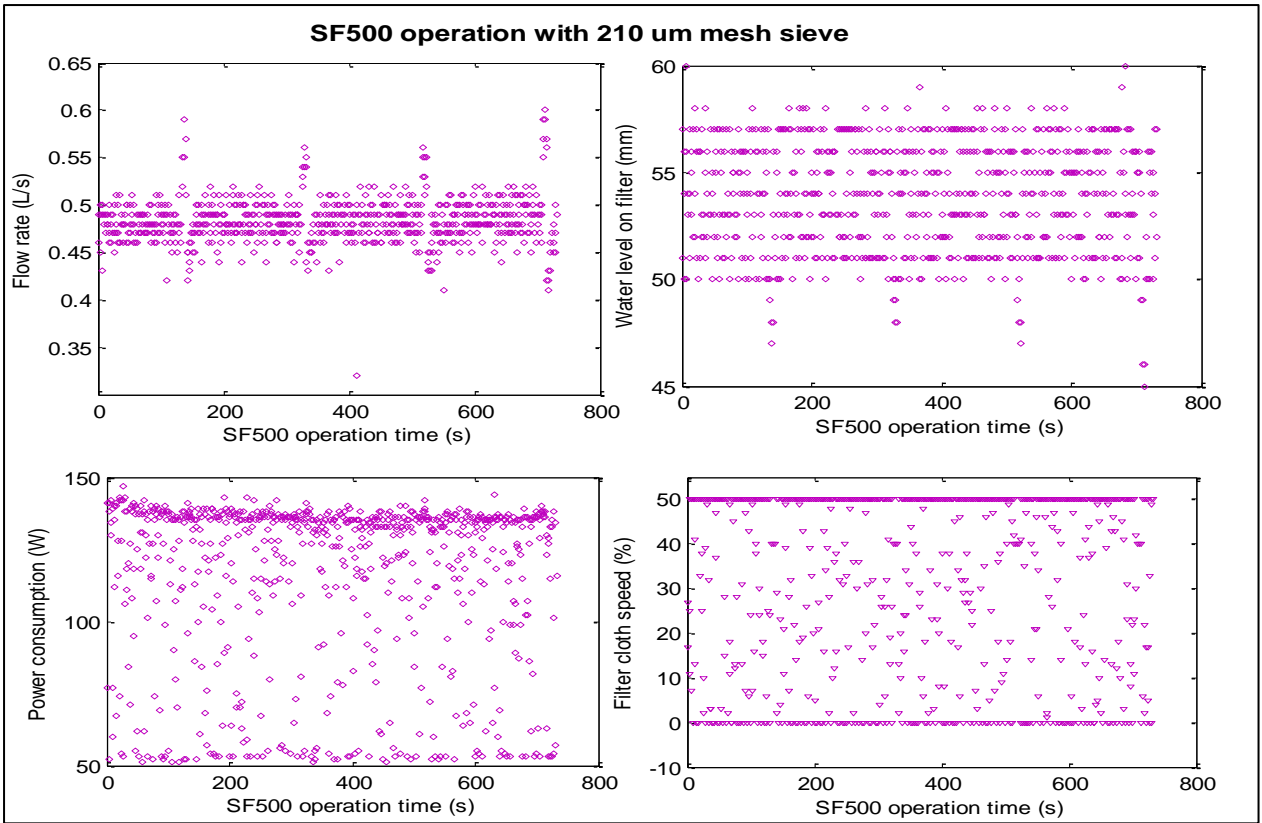 SF500 operation with 210 um mesh sieve
Flow rate (L/s)
0.65
0.6
0.55
0.5
0.45
0.4
0.35
0 200 400 600 800
SF500 operation time (s)
Water level on filter (mm)
60
55
50
45
0 200 400 600 800
SF500 operation time (s)
Power consumption (W)
150
100
50
0 200 400 600 800
SF500 operation time (s)
Filter cloth speed (%)
50
40
30
20
10
0
-10
0 200 400 600 800
SF500 operation time (s)